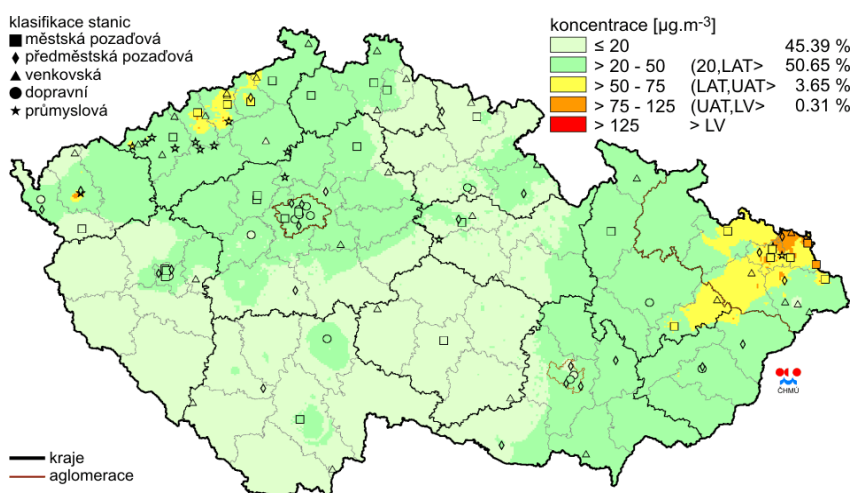 klasifikace stanic
městská pozaďová
předměstská pozaďová
venkovská
dopravní
průmyslová
koncentrace [µg.m-3]
≤ 20 45.39 %
> 20 - 50 (20,LAT> 50.65 %
> 50 - 75 (LAT,UAT> 3.65 %
> 75 - 125 (UAT,LV> 0.31 %
> 125 > LV
ČHMÚ
kraje
aglomerace